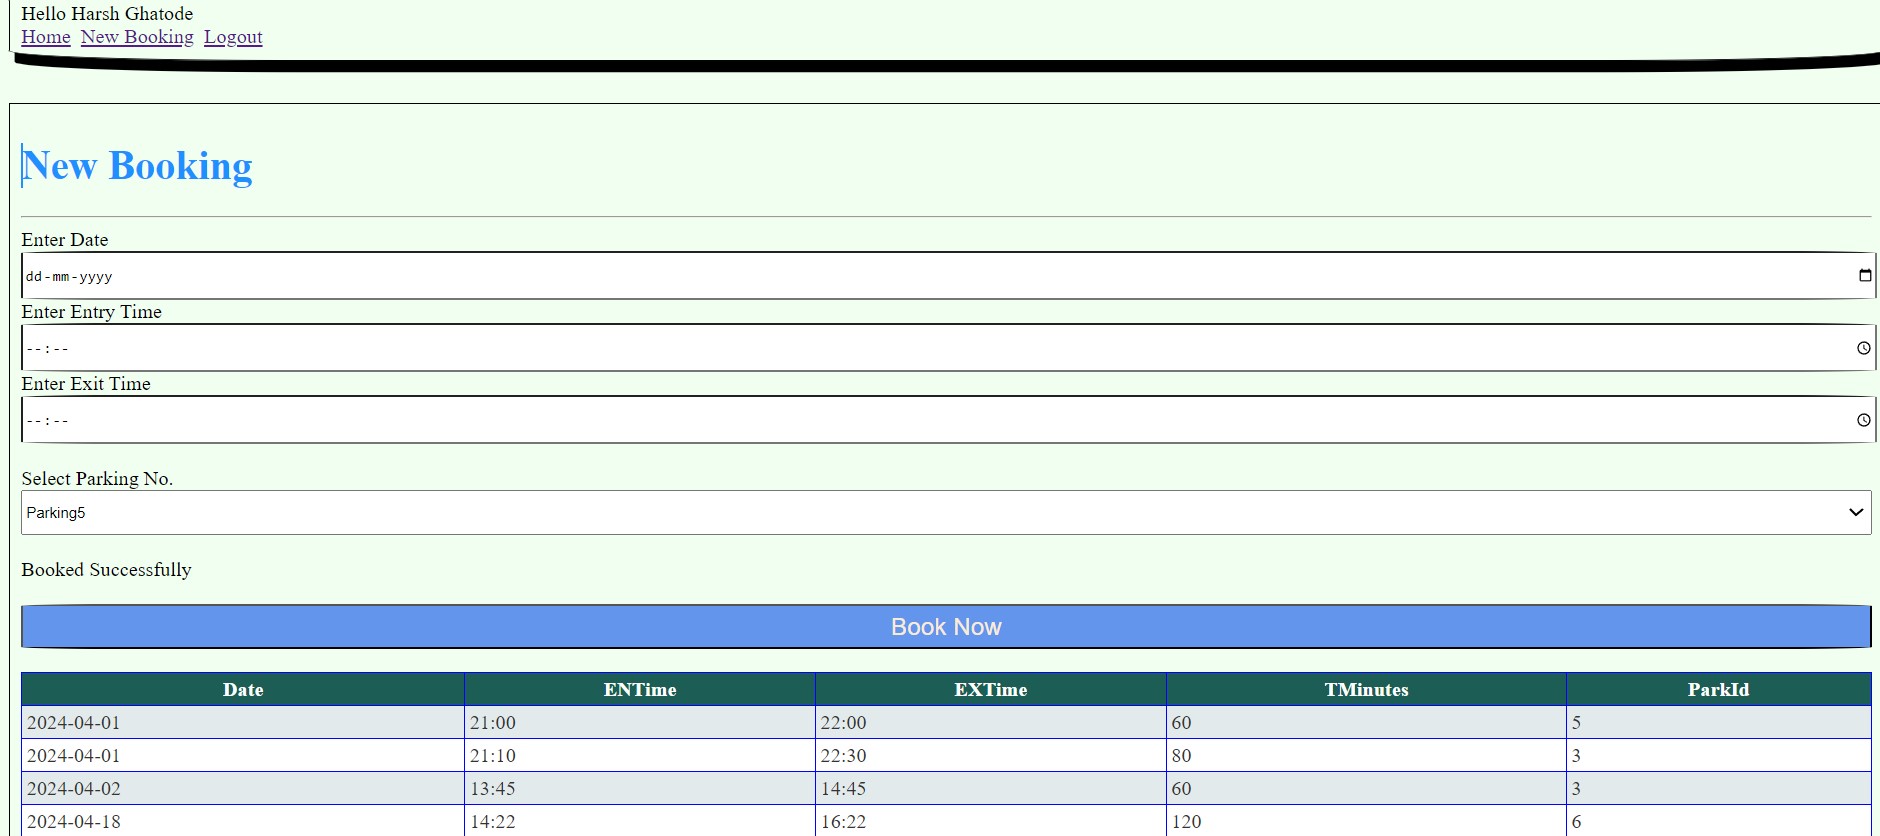 Hello Harsh Ghatode
Home New Booking Logout
New Booking
Enter Date
dd-mm-yyyy
Enter Entry Time
--:--
Enter Exit Time
--:--
Select Parking No.
Parking5
Booked Successfully
Book Now
Date ENTime EXTime TMinutes ParkId
2024-04-01 21:00 22:00 60 5
2024-04-01 21:10 22:30 80 3
2024-04-02 13:45 14:45 60 3
2024-04-18 14:22 16:22 120 6